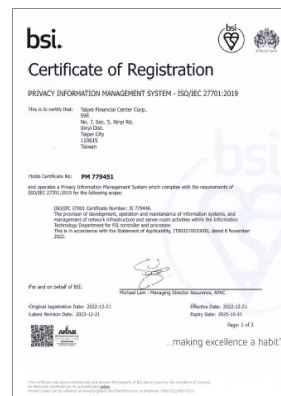 bsi.
bsi.
Certificate of Registration
PRIVACY INFORMATION MANAGEMENT SYSTEM - ISO/IEC 27701:2019
This is to certify that:
Taipei Financial Center Corp.
59F.
No. 7, Sec. 5, Xinyi Rd.
Xinyi Dist.
Taipei City
110615
Taiwan
Holds Certificate No:
PM 779451
and operates a Privacy Information Management System which complies with the requirements of
ISO/IEC 27701:2019 for the following scope:
ISO/IEC 27001 Certificate Number: IS 779446.
The provision of development, operation and maintenance of information systems, and
management of network infrastructure and server room activities within the Information
Technology Department for PII controller and processor.
This is in accordance with the Statement of Applicability,
dated 8 November
2022.
For and on behalf of BSI:
Michael Lam - Managing Director Assurance, APAC
Original Registration Date: 2022-12-21
Effective Date: 2022-12-21
Latest Revision Date: 2022-12-21
Expiry Date: 2025-10-31
Page: 1 of 2
...making excellence a habit.